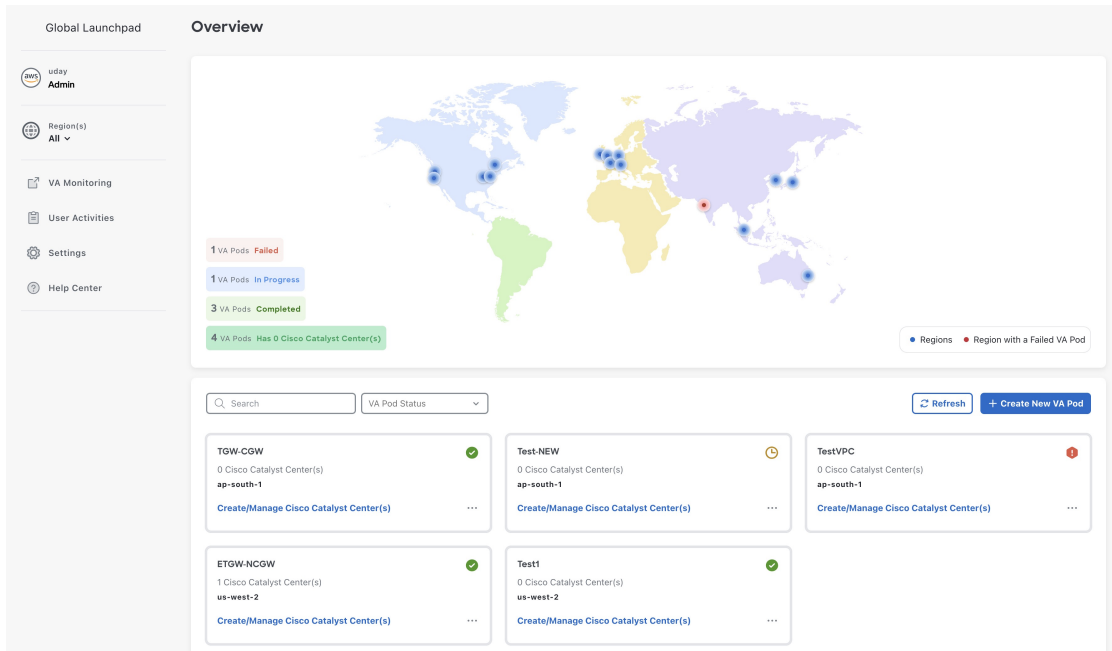 Global Launchpad
Overview
aws
uday
Admin
Region(s)
All
VA Monitoring
User Activities
Settings
Help Center
1 VA Pods Failed
1 VA Pods In Progress
3 VA Pods Completed
4 VA Pods Has 0 Cisco Catalyst Center(s)
Regions Region with a Failed VA Pod
Search VA Pod Status Refresh + Create New VA Pod
TGW-CGW
0 Cisco Catalyst Center(s)
ap-south-1
Create/Manage Cisco Catalyst Center(s) ...
Test-NEW
0 Cisco Catalyst Center(s)
ap-south-1
Create/Manage Cisco Catalyst Center(s) ...
TestVPC
0 Cisco Catalyst Center(s)
ap-south-1
Create/Manage Cisco Catalyst Center(s) ...
ETGW-NCGW
1 Cisco Catalyst Center(s)
us-west-2
Create/Manage Cisco Catalyst Center(s) ...
Test1
0 Cisco Catalyst Center(s)
us-west-2
Create/Manage Cisco Catalyst Center(s) ...